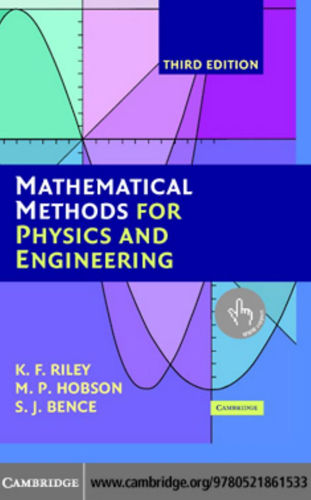 THIRD EDITION
MATHEMATICAL
METHODS FOR
PHYSICS AND
ENGINEERING
K. F. RILEY
M. P. HOBSON
S. J. BENCE
CAMBRIDGE
CAMBRIDGE www.cambridge.org/9780521861533